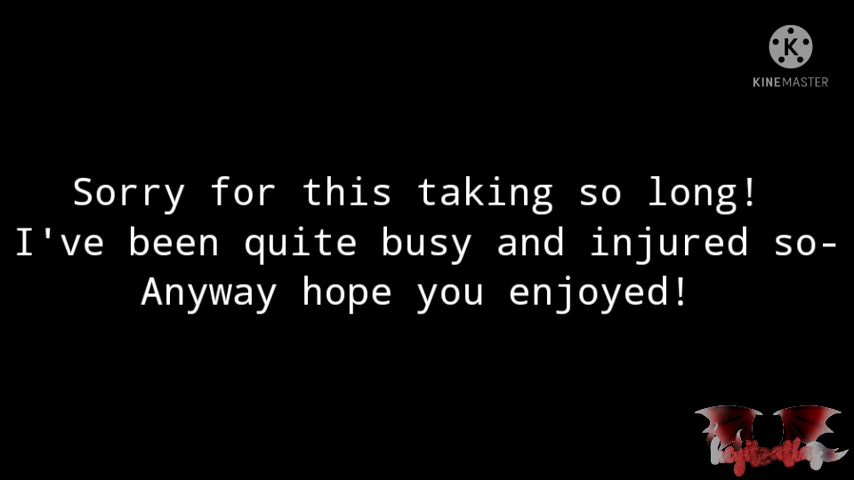 K
KINEMASTER
Sorry for this taking so long!
I've been quite busy and injured so-
Anyway hope you enjoyed!